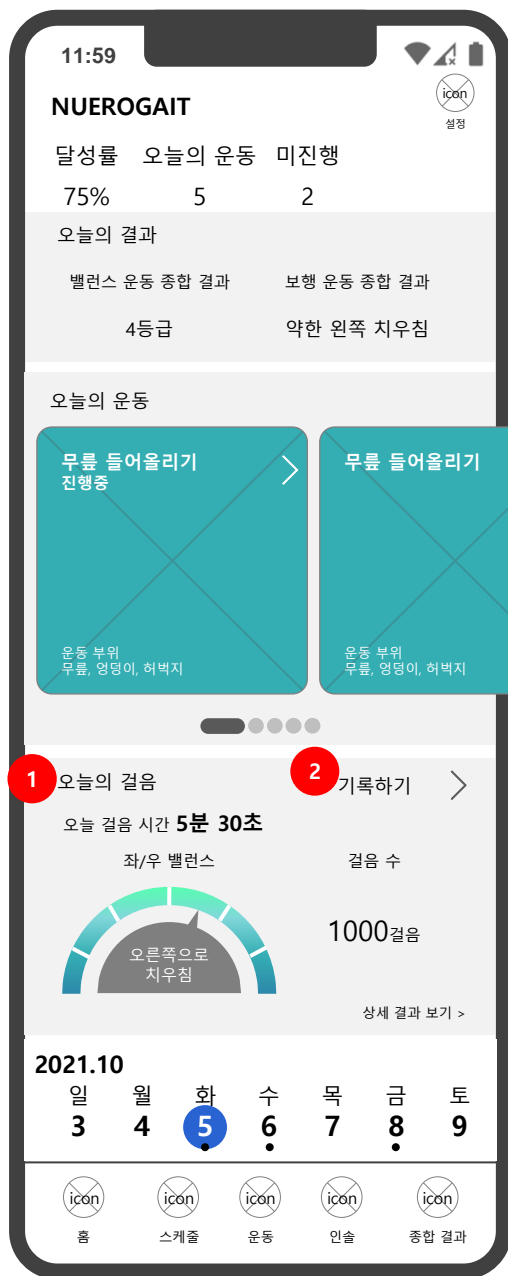 11:59
NUEROGAIT
icon
설정
달성률 오늘의 운동 미진행
75% 5 2
오늘의 결과
밸런스 운동 종합 결과 보행 운동 종합 결과
4등급 약한 왼쪽 치우침
오늘의 운동
무릎 들어올리기
진행중
운동 부위
무릎, 엉덩이, 허벅지
무릎 들어올리기
운동 부위
무릎, 엉덩이, 허벅지
1 오늘의 걸음
2 기록하기
오늘 걸음 시간 5분 30초
좌/우 밸런스 걸음 수
오른쪽으로
치우침
1000걸음
상세 결과 보기 >
2021.10
일 월 화 수 목 금 토
3 4 5 6 7 8 9
icon icon icon icon icon
홈 스케줄 운동 인솔 종합 결과